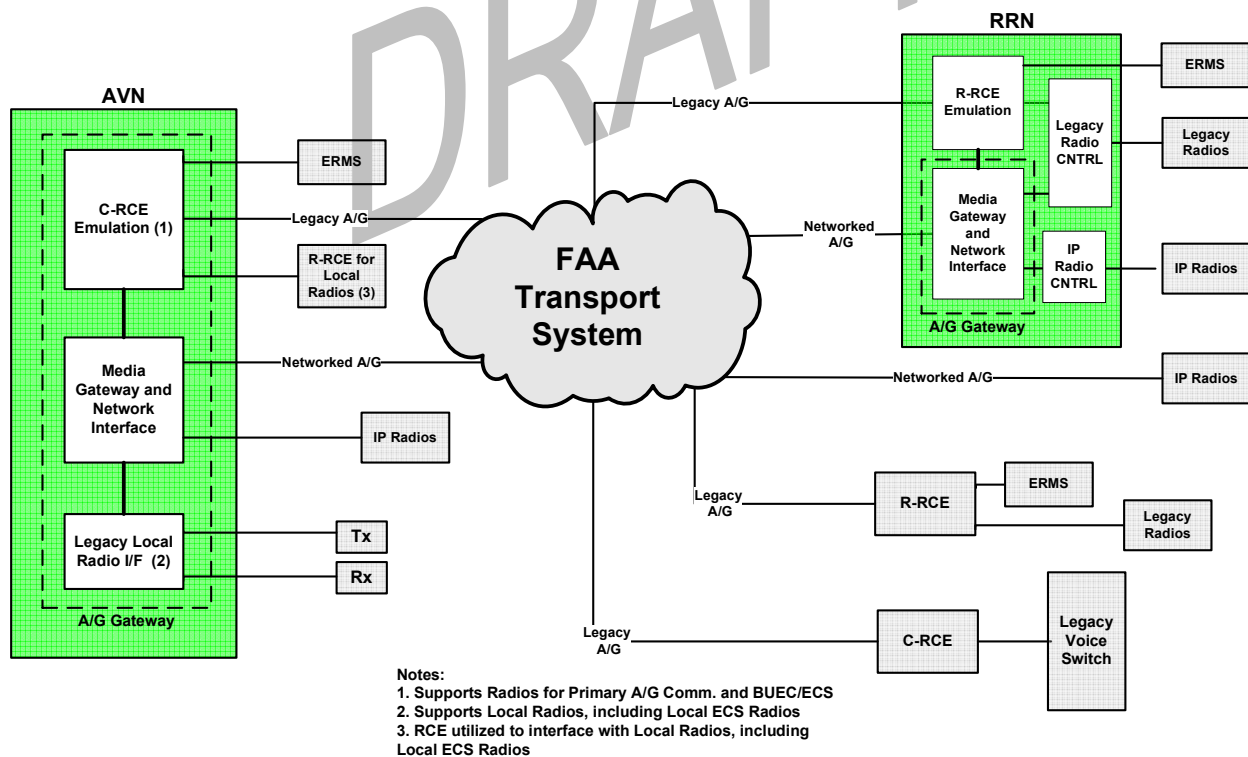 DRAFT
RRN
AVN
ERMS
C-RCE
Emulation (1)
Legacy A/G
R-RCE for
Local
Radios (3)
Media
Gateway and
Network
Interface
Networked A/G
IP Radios
Legacy Local
Radio I/F (2)
Tx
Rx
A/G Gateway
FAA
Transport
System
Legacy A/G
R-RCE
Emulation
Legacy
Radio
CNTRL
ERMS
Legacy
Radios
Networked
A/G
Media
Gateway
and
Network
Interface
IP
Radio
CNTRL
IP Radios
A/G Gateway
Networked A/G
IP Radios
Legacy
A/G
R-RCE
ERMS
Legacy
Radios
Legacy
A/G
C-RCE
Legacy
Voice
Switch
Notes:
1. Supports Radios for Primary A/G Comm. and BUEC/ECS
2. Supports Local Radios, including Local ECS Radios
3. RCE utilized to interface with Local Radios, including
Local ECS Radios